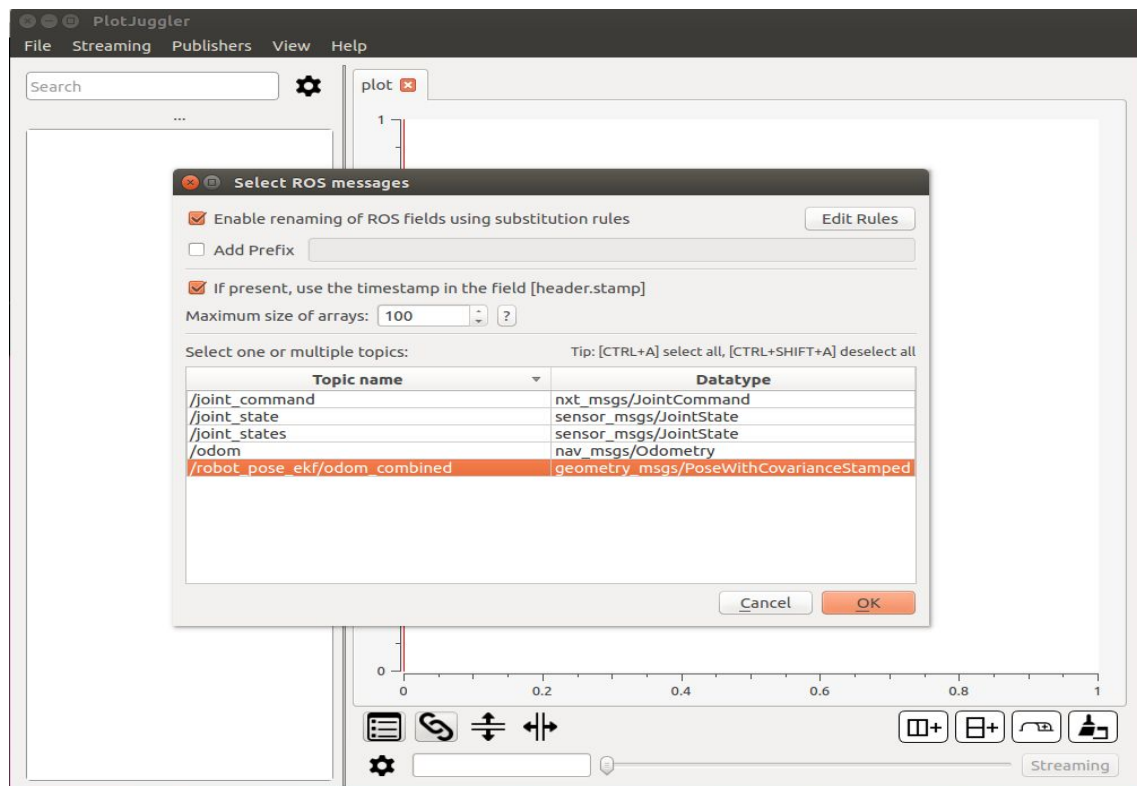 PlotJuggler
File Streaming Publishers View Help
Search
...
plot
1
Select ROS messages
Enable renaming of ROS fields using substitution rules Edit Rules
Add Prefix
If present, use the timestamp in the field [header.stamp]
Maximum size of arrays: 100 ?
Select one or multiple topics: Tip: [CTRL+A] select all, [CTRL+SHIFT+A] deselect all
Topic name Datatype
/joint_command nxt_msgs/JointCommand
/joint_state sensor_msgs/JointState
/joint_states sensor_msgs/JointState
/odom nav_msgs/Odometry
/robot_pose_ekf/odom_combined geometry_msgs/PoseWithCovarianceStamped
Cancel OK
0
0 0.2 0.4 0.6 0.8 1
Streaming